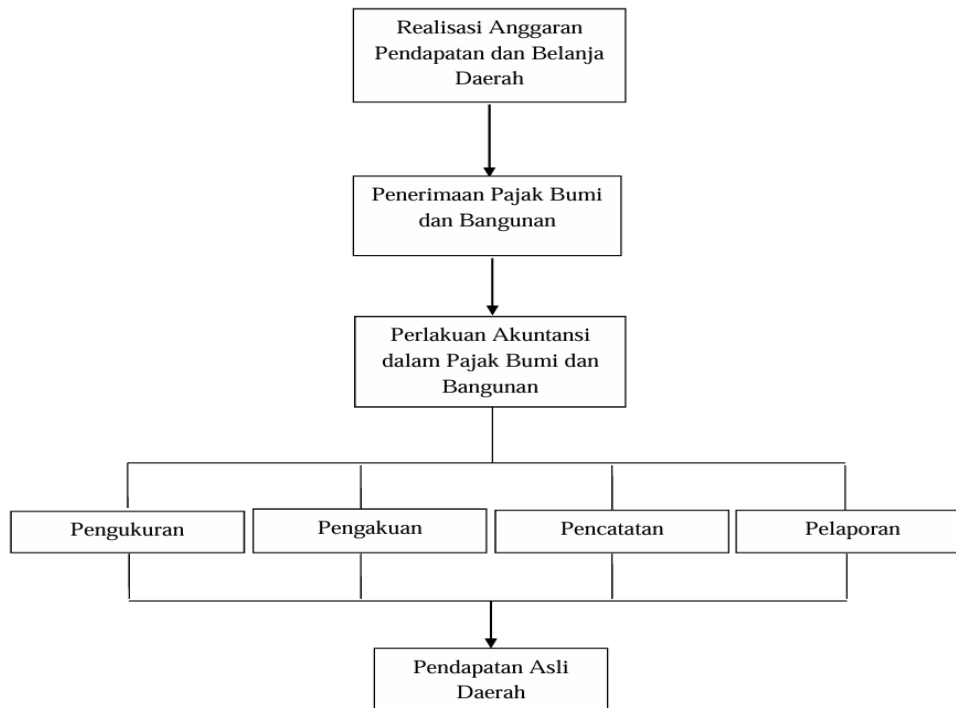 Realisasi Anggaran
Pendapatan dan Belanja
Daerah
Penerimaan Pajak Bumi
dan Bangunan
Perlakuan Akuntansi
dalam Pajak Bumi dan
Bangunan
Pengukuran
Pengakuan
Pencatatan
Pelaporan
Pendapatan Asli
Daerah